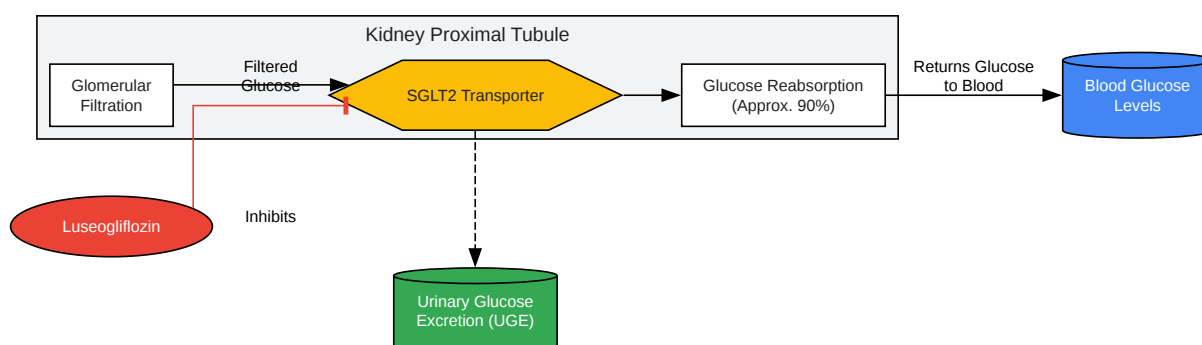 Kidney Proximal Tubule
Glomerular
Filtration
Filtered
Glucose
SGLT2 Transporter
Glucose Reabsorption
(Approx. 90%)
Returns Glucose
to Blood
Blood Glucose
Levels
Luseogliflozin
Inhibits
Urinary Glucose
Excretion (UGE)